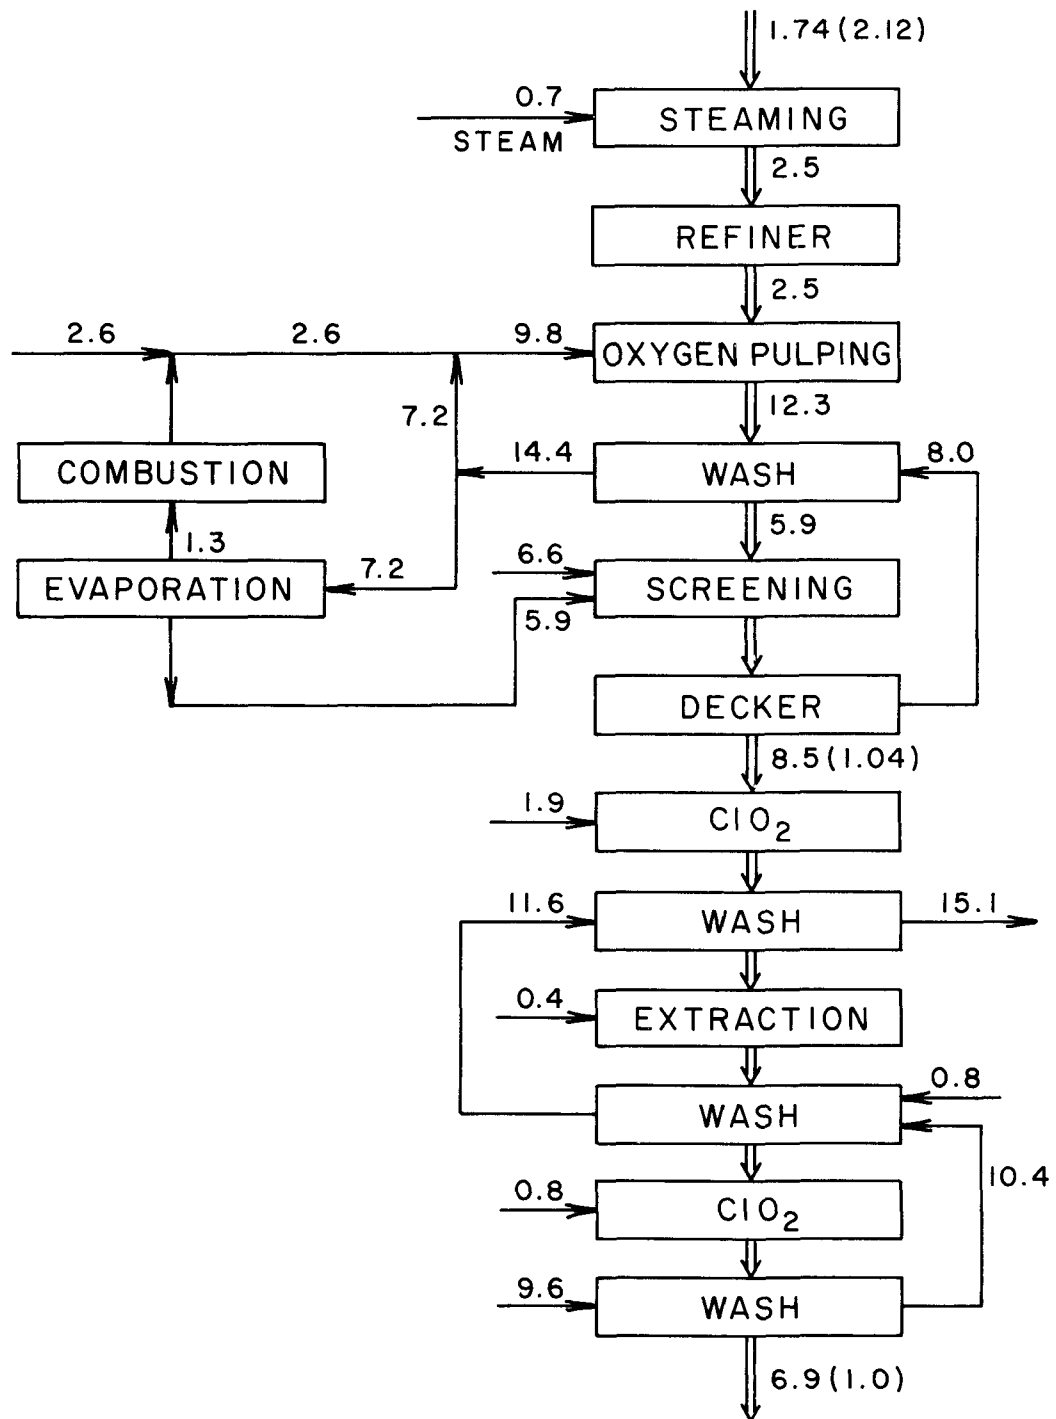 1.74(2.12)
0.7
STEAM
STEAMING
2.5
REFINER
2.5
2.6
2.6
9.8
OXYGEN PULPING
12.3
7.2
COMBUSTION
14.4
WASH
8.0
5.9
1.3
6.6
EVAPORATION
7.2
SCREENING
5.9
DECKER
8.5(1.04)
1.9
ClO2
11.6
WASH
15.1
0.4
EXTRACTION
0.8
WASH
10.4
0.8
ClO2
9.6
WASH
6.9(1.0)